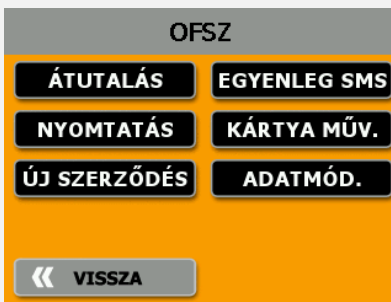 OFSZ
ÁTUTALÁS EGYENLEG SMS
NYOMTATÁS KÁRTYA MŰV.
ÚJ SZERZŐDÉS ADATMÓD.
VISSZA